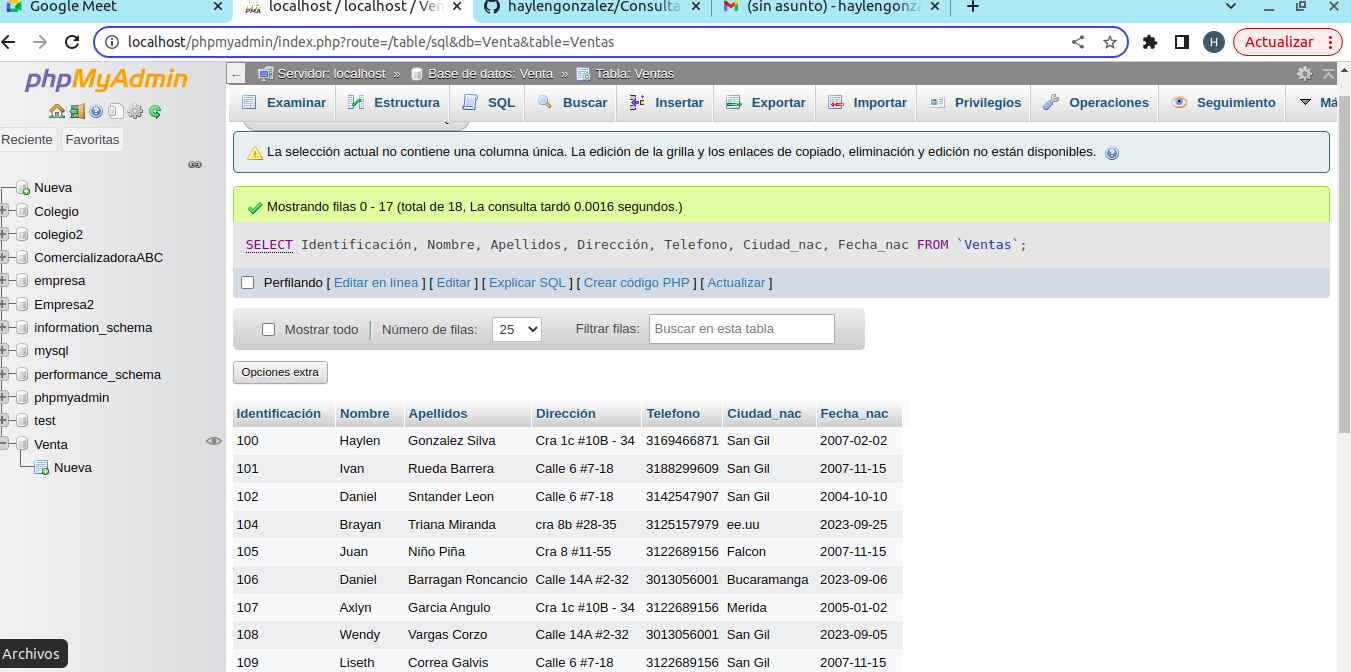 Google Meet
localhost / localhost / Ven
haylengonzalez/Consulta
(sin asunto) - haylengonza
localhost/phpmyadmin/index.php?route=/table/sql&db=Venta&table=Ventas
H
Actualizar
phpMyAdmin
Reciente
Favoritas
Nueva
Colegio
colegio2
ComercializadoraABC
empresa
Empresa2
information_schema
mysql
performance_schema
phpmyadmin
test
Venta
Nueva
Archivos
Servidor: localhost » Base de datos: Venta » Tabla: Ventas
Examinar Estructura SQL Buscar Insertar Exportar Importar Privilegios Operaciones Seguimiento Má
La selección actual no contiene una columna única. La edición de la grilla y los enlaces de copiado, eliminación y edición no están disponibles.
Mostrando filas 0 - 17 (total de 18, La consulta tardó 0.0016 segundos.)
SELECT Identificación, Nombre, Apellidos, Dirección, Telefono, Ciudad_nac, Fecha_nac FROM `Ventas`;
Perfilando [ Editar en línea ] [ Editar ] [ Explicar SQL ] [ Crear código PHP ] [ Actualizar ]
Mostrar todo Número de filas: 25 Filtrar filas: Buscar en esta tabla
Opciones extra
Identificación Nombre Apellidos Dirección Telefono Ciudad_nac Fecha_nac
100 Haylen Gonzalez Silva Cra 1c #10B - 34 3169466871 San Gil 2007-02-02
101 Ivan Rueda Barrera Calle 6 #7-18 3188299609 San Gil 2007-11-15
102 Daniel Sntander Leon Calle 6 #7-18 3142547907 San Gil 2004-10-10
104 Brayan Triana Miranda cra 8b #28-35 3125157979 ee.uu 2023-09-25
105 Juan Niño Piña Cra 8 #11-55 3122689156 Falcon 2007-11-15
106 Daniel Barragan Roncancio Calle 14A #2-32 3013056001 Bucaramanga 2023-09-06
107 Axlyn Garcia Angulo Cra 1c #10B - 34 3122689156 Merida 2005-01-02
108 Wendy Vargas Corzo Calle 14A #2-32 3013056001 San Gil 2023-09-05
109 Liseth Correa Galvis Calle 6 #7-18 3122689156 San Gil 2007-11-15